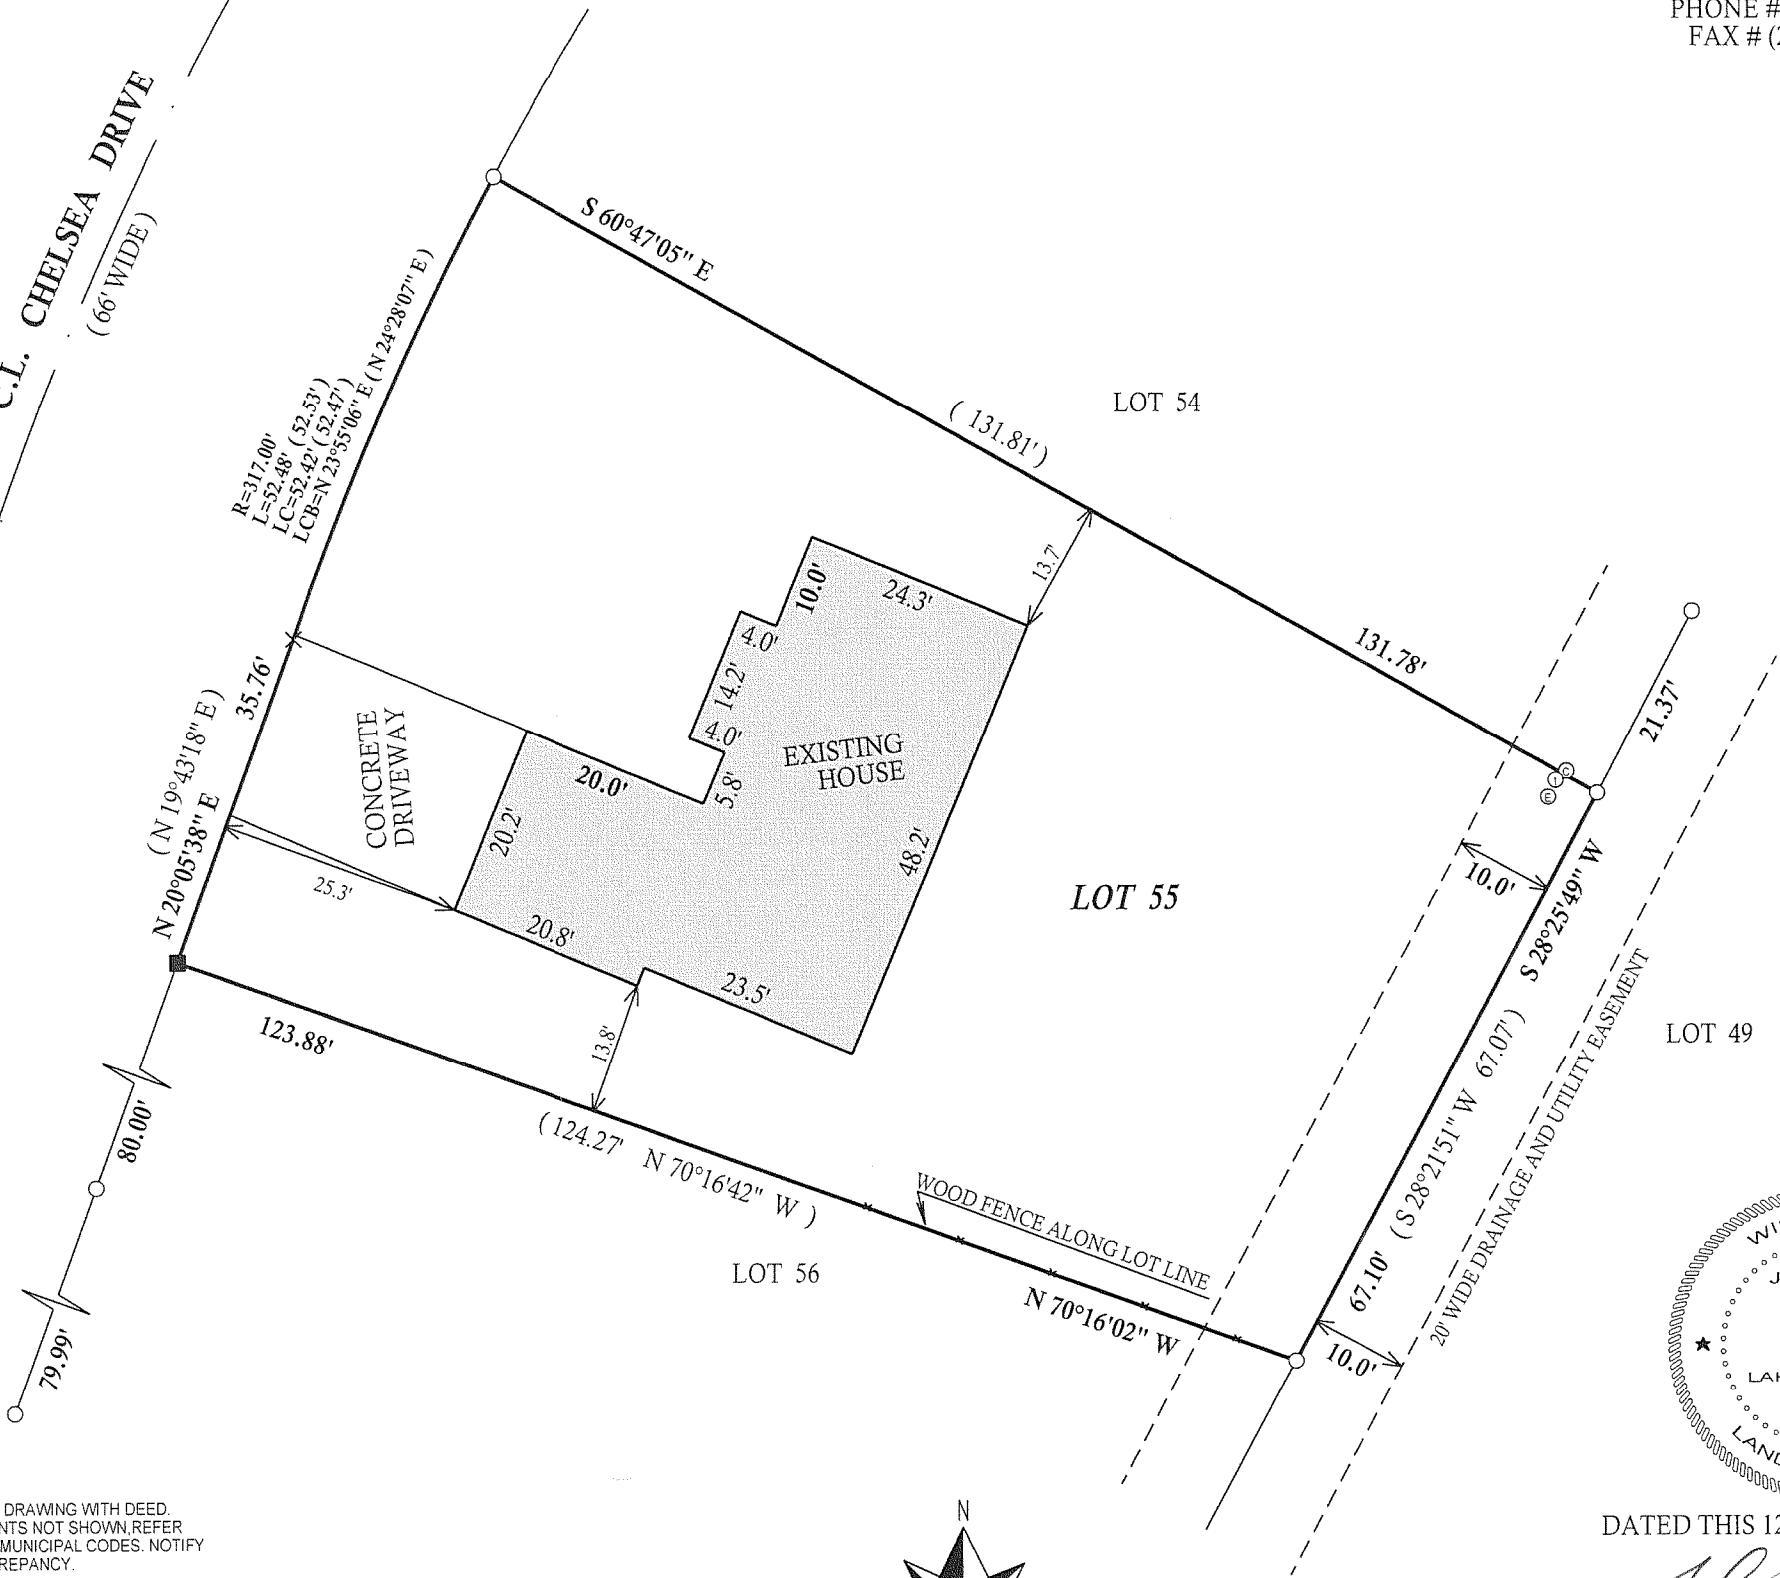 PHONE #
FAX # (2
C.L. CHELSEA DRIVE
( 66' WIDE )
S 60°47'05" E
( 131.81' )
LOT 54
R=317.00'
L=52.48' ( 52.53' )
LC=52.42' ( 52.47' )
LCB=N 23°55'06" E ( N 24°28'07" E )
13.7'
10.0'
24.3'
4.0'
14.2'
4.0'
5.8'
131.78'
21.37'
35.76'
( N 19°43'18" E )
N 20°05'38" E
CONCRETE
DRIVEWAY
20.0'
EXISTING
HOUSE
20.2'
48.2'
25.3'
20.8'
23.5'
LOT 55
E
10.0'
S 28°25'49" W
123.88'
13.8'
( 124.27' N 70°16'42" W )
LOT 49
80.00'
LOT 56
WOOD FENCE ALONG LOT LINE
N 70°16'02" W
67.10' ( S 28°21'51" W 67.07' )
20' WIDE DRAINAGE AND UTILITY EASEMENT
10.0'
79.99'
WI
J
LAK
LAND
N
DRAWING WITH DEED.
NTS NOT SHOWN,REFER
MUNICIPAL CODES. NOTIFY
REPANCY.
DATED THIS 12